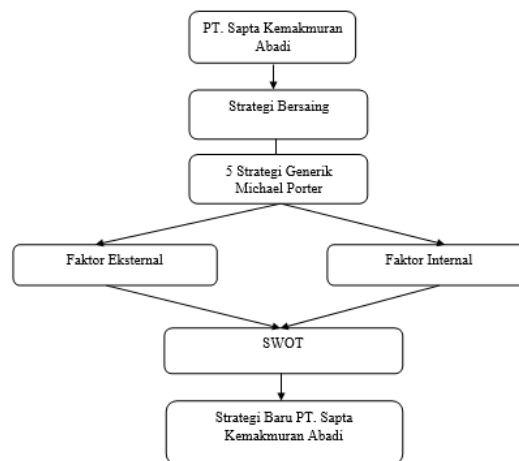 PT. Sapta Kemakmuran
Abadi
Strategi Bersaing
5 Strategi Generik
Michael Porter
Faktor Eksternal
Faktor Internal
SWOT
Strategi Baru PT. Sapta
Kemakmuran Abadi